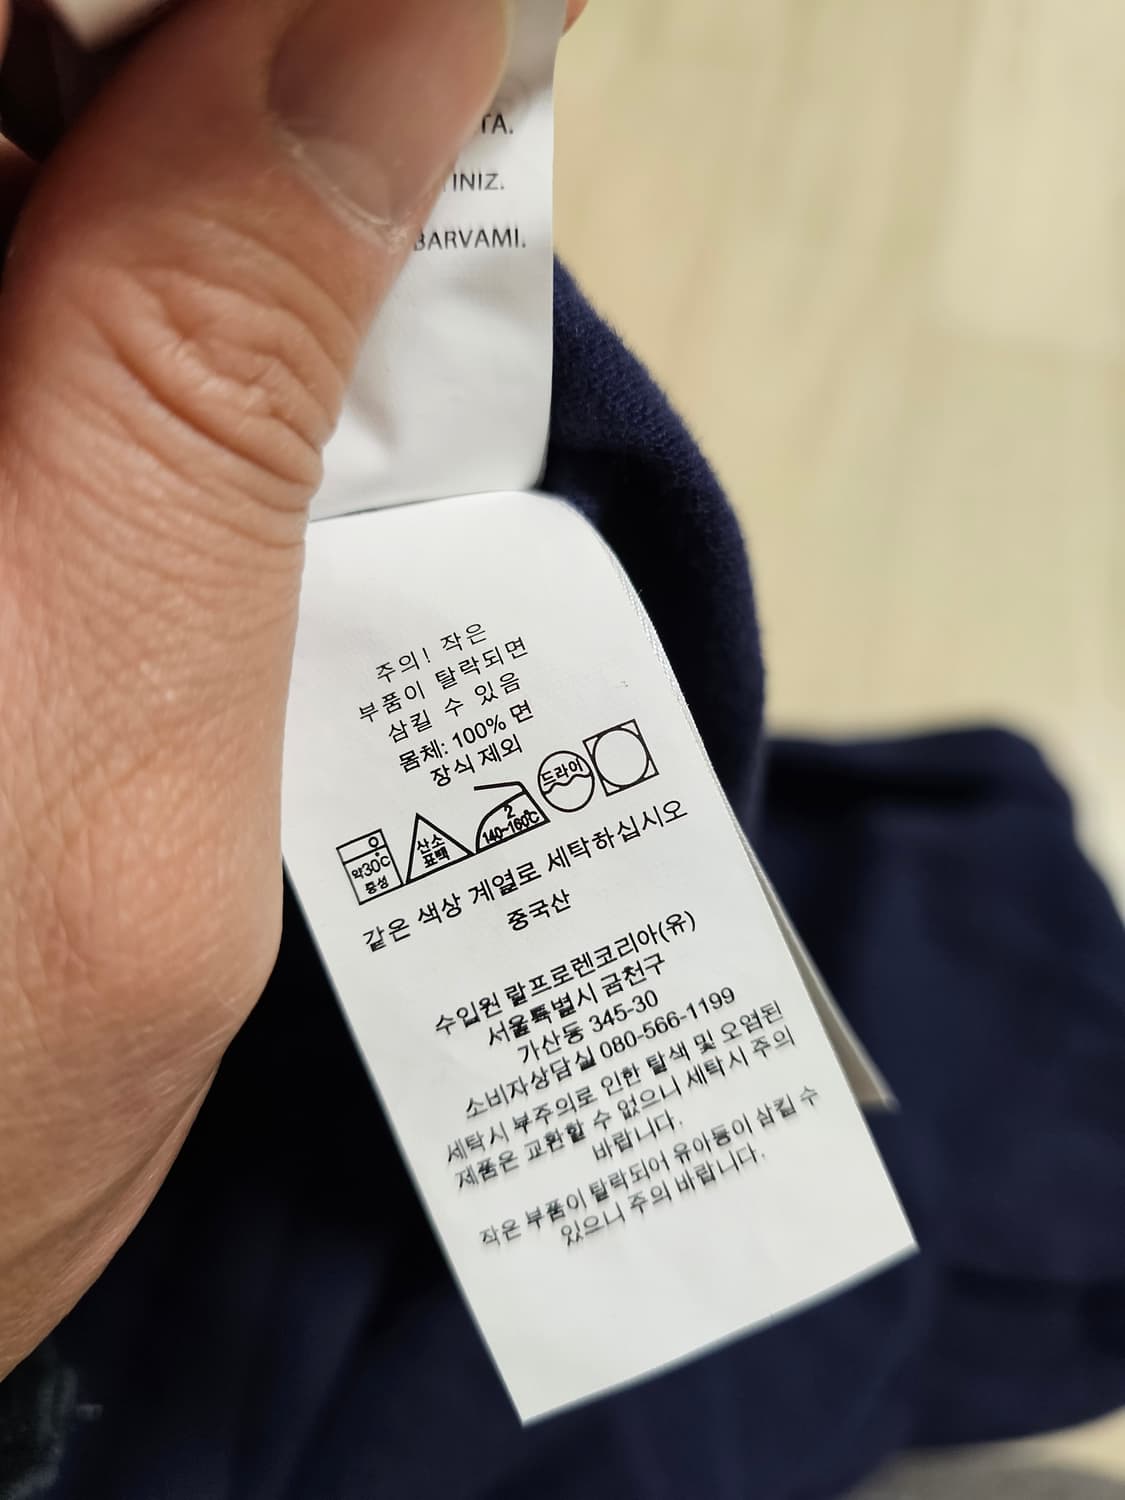 TA.
INIZ.
BARVAMI.
주의! 작은
부품이 탈락되면
삼킬 수 있음
몸체: 100% 면
장식 제외
약30℃
중성
산소
표백
2
140~160℃
드라이
같은 색상 계열로 세탁하십시오
중국산
수입원 랄프로렌코리아(유)
서울특별시 금천구
가산동 345-30
소비자상담실 080-566-1199
세탁시 부주의로 인한 탈색 및 오염된
제품은 교환할 수 없으니 세탁시 주의
바랍니다.
작은 부품이 탈락되어 유아등이 삼킬 수
있으니 주의 바랍니다.